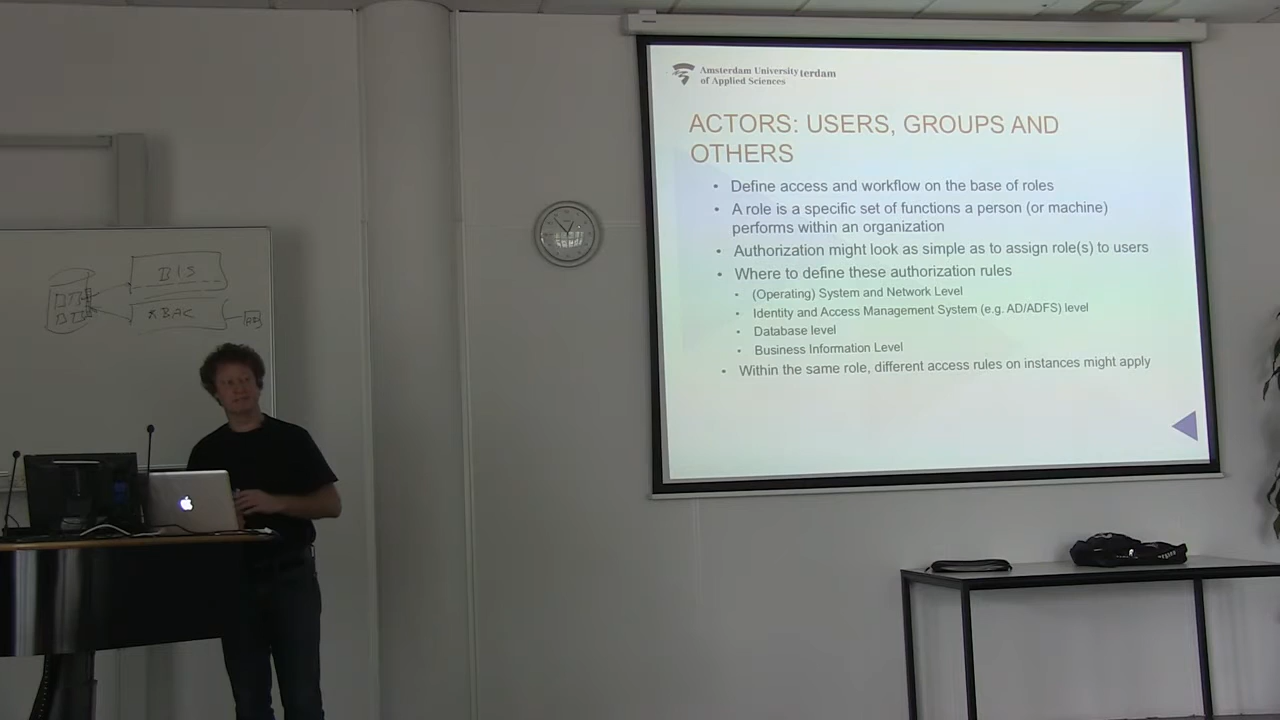 BIS
*BAC
Amsterdam University terdam
of Applied Sciences
ACTORS: USERS, GROUPS AND
OTHERS
• Define access and workflow on the base of roles
• A role is a specific set of functions a person (or machine)
performs within an organization
• Authorization might look as simple as to assign role(s) to users
• Where to define these authorization rules
• (Operating) System and Network Level
• Identity and Access Management System (e.g. AD/ADFS) level
• Database level
• Business Information Level
• Within the same role, different access rules on instances might apply